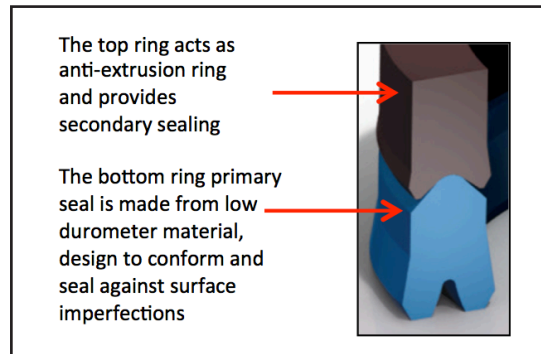 The top ring acts as
anti-extrusion ring
and provides
secondary sealing
The bottom ring primary
seal is made from low
durometer material,
design to conform and
seal against surface
imperfections